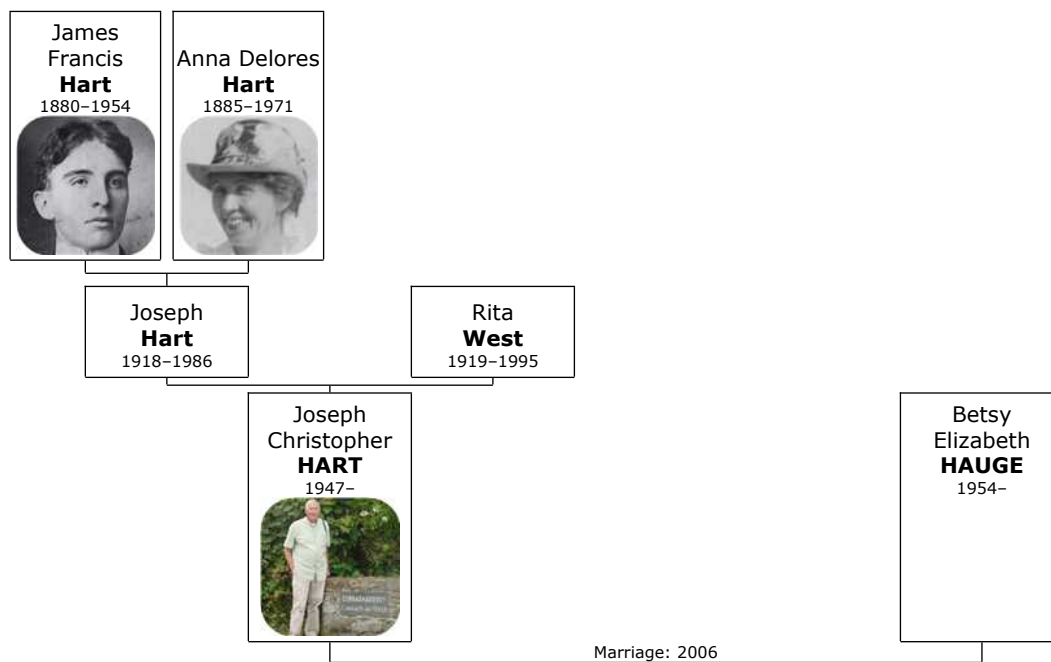 James
Francis
Hart
1880–1954
Anna Delores
Hart
1885–1971
Joseph
Hart
1918–1986
Rita
West
1919–1995
Joseph
Christopher
HART
1947–
Betsy
Elizabeth
HAUGE
1954–
Marriage: 2006